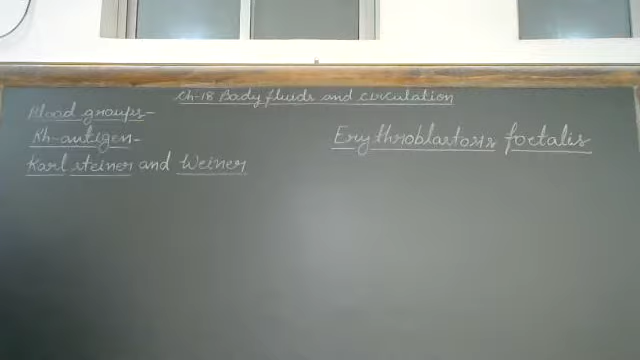 Ch-18 Body fluids and circulation
Blood groups-
Rh-antigen-
Karl steiner and Weiner
Erythroblastosis foetalis